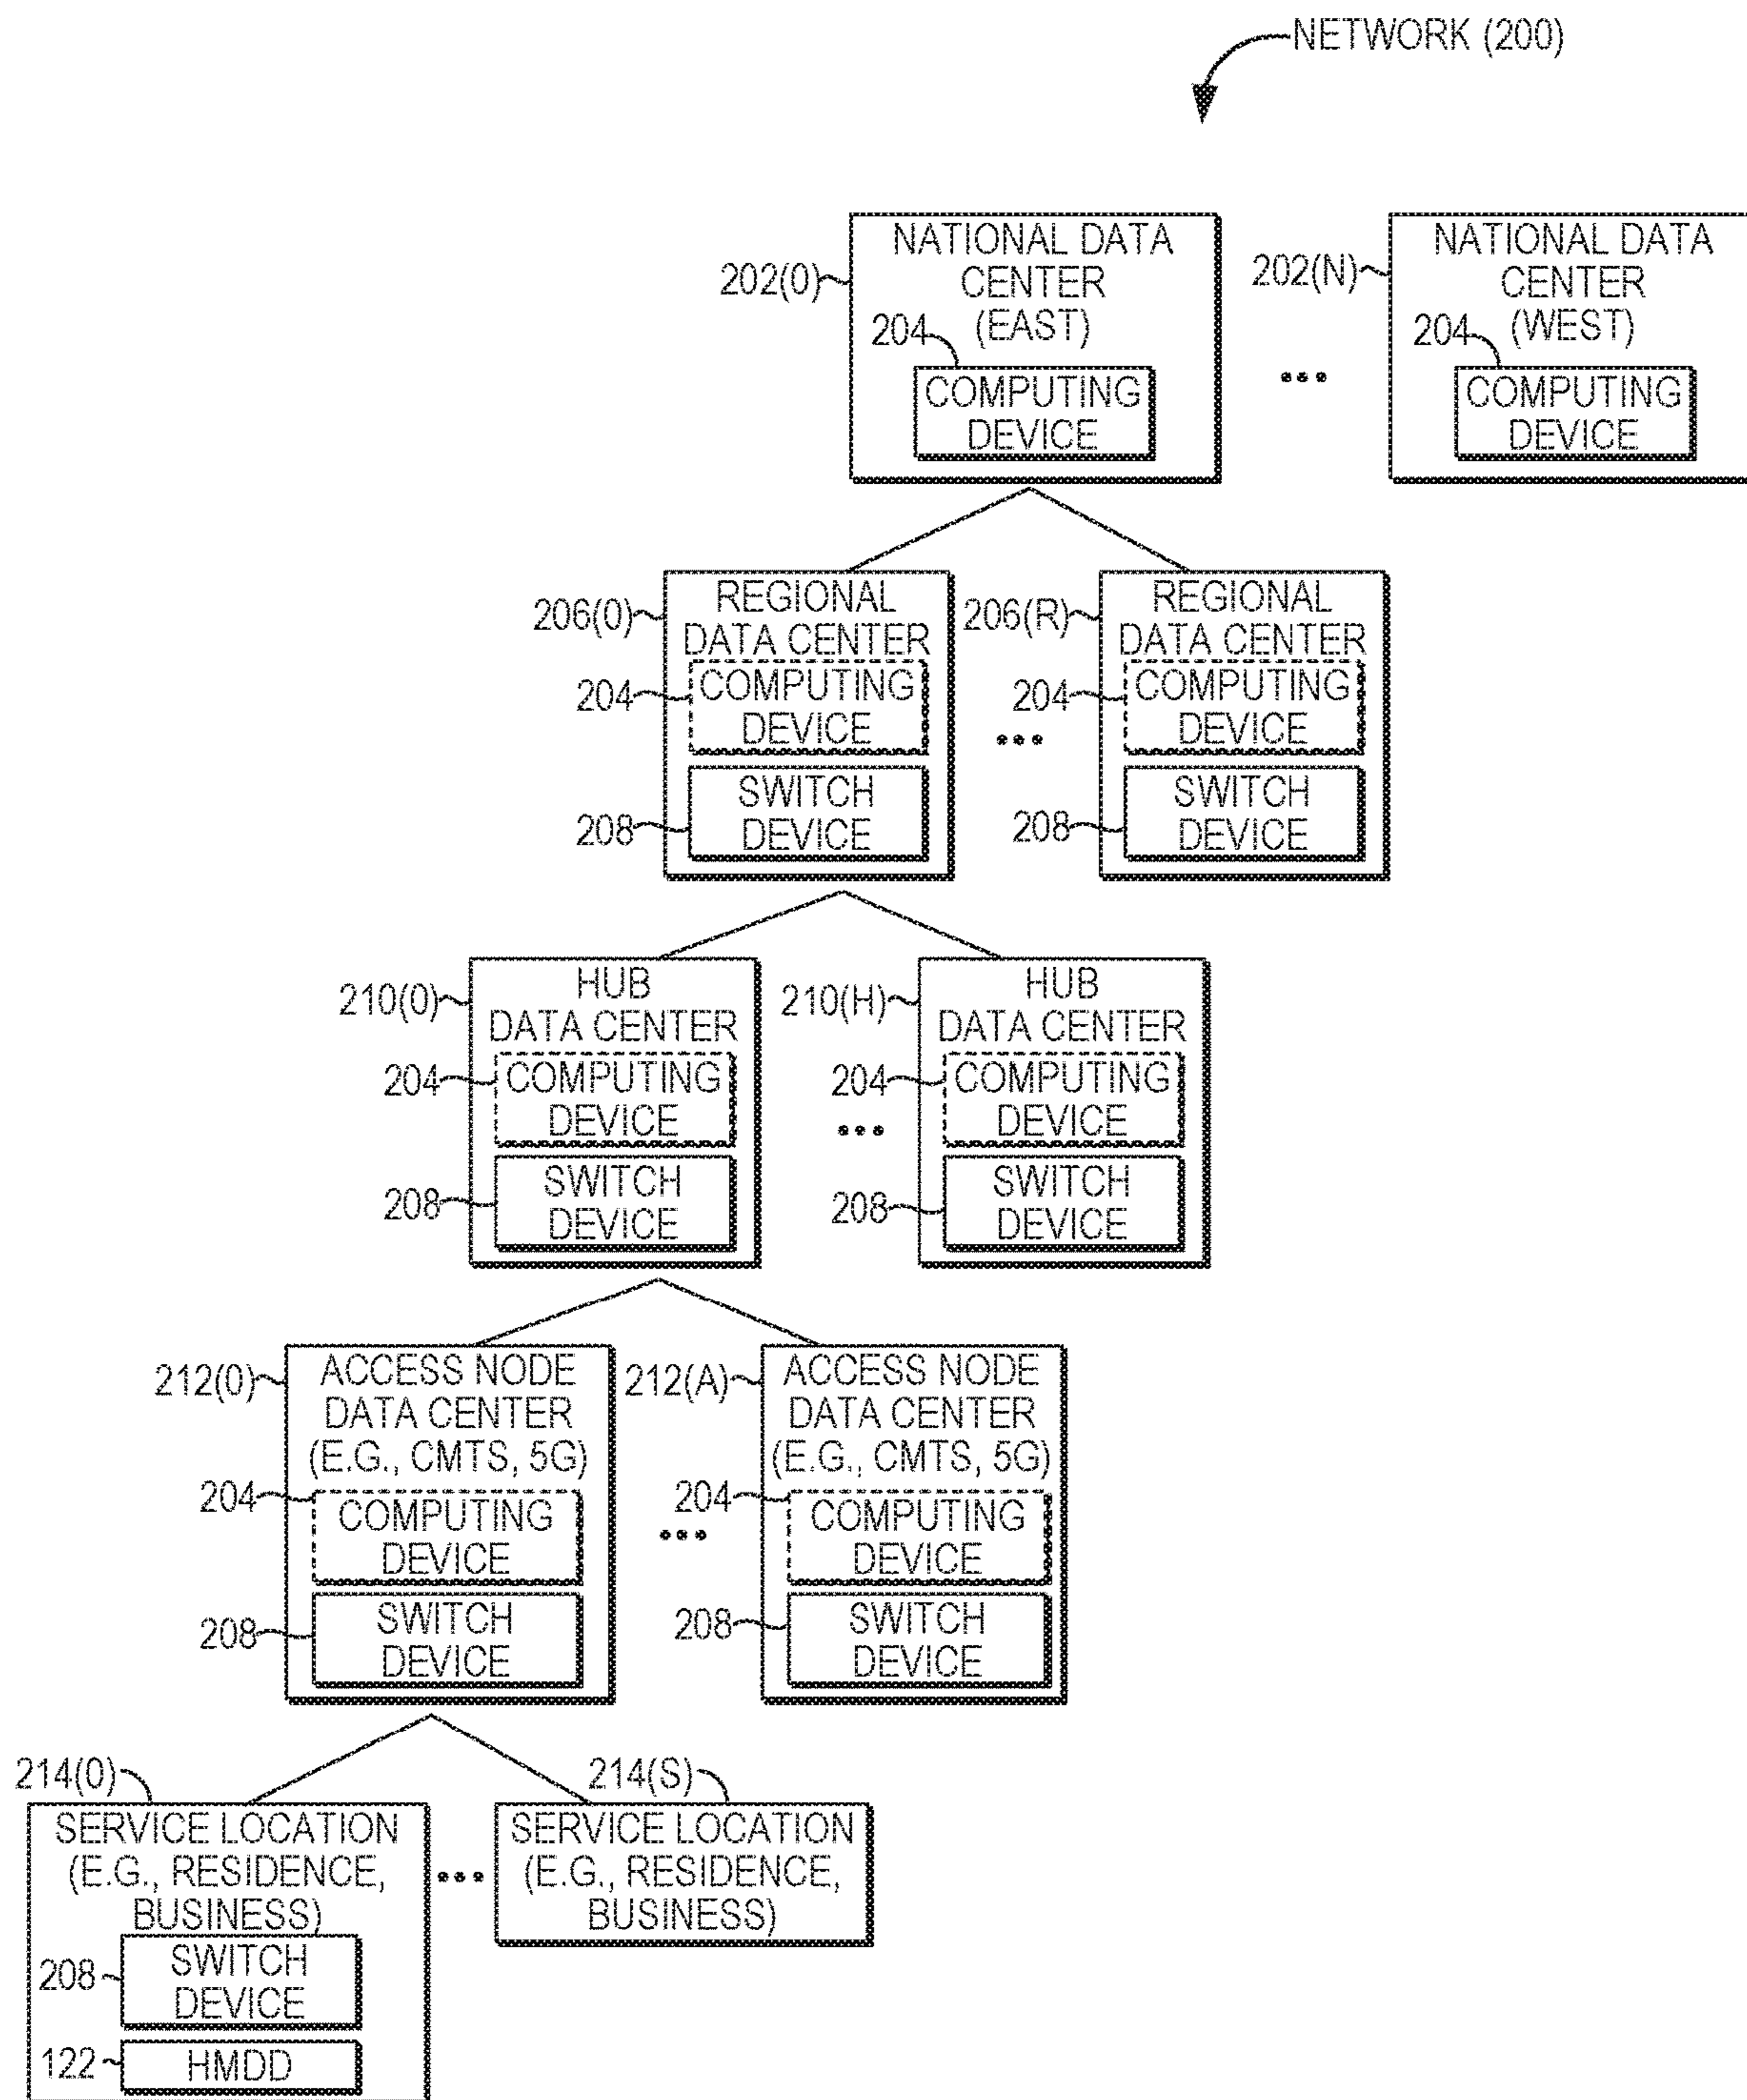 NETWORK (200)
202(0)
NATIONAL DATA
CENTER
(EAST)
204
COMPUTING
DEVICE
...
202(N)
NATIONAL DATA
CENTER
(WEST)
204
COMPUTING
DEVICE
206(0)
REGIONAL
DATA CENTER
204
COMPUTING
DEVICE
208
SWITCH
DEVICE
...
206(R)
REGIONAL
DATA CENTER
204
COMPUTING
DEVICE
208
SWITCH
DEVICE
210(0)
HUB
DATA CENTER
204
COMPUTING
DEVICE
208
SWITCH
DEVICE
...
210(H)
HUB
DATA CENTER
204
COMPUTING
DEVICE
208
SWITCH
DEVICE
212(0)
ACCESS NODE
DATA CENTER
(E.G., CMTS, 5G)
204
COMPUTING
DEVICE
208
SWITCH
DEVICE
...
212(A)
ACCESS NODE
DATA CENTER
(E.G., CMTS, 5G)
204
COMPUTING
DEVICE
208
SWITCH
DEVICE
214(0)
SERVICE LOCATION
(E.G., RESIDENCE,
BUSINESS)
208
SWITCH
DEVICE
122
HMDD
...
214(S)
SERVICE LOCATION
(E.G., RESIDENCE,
BUSINESS)